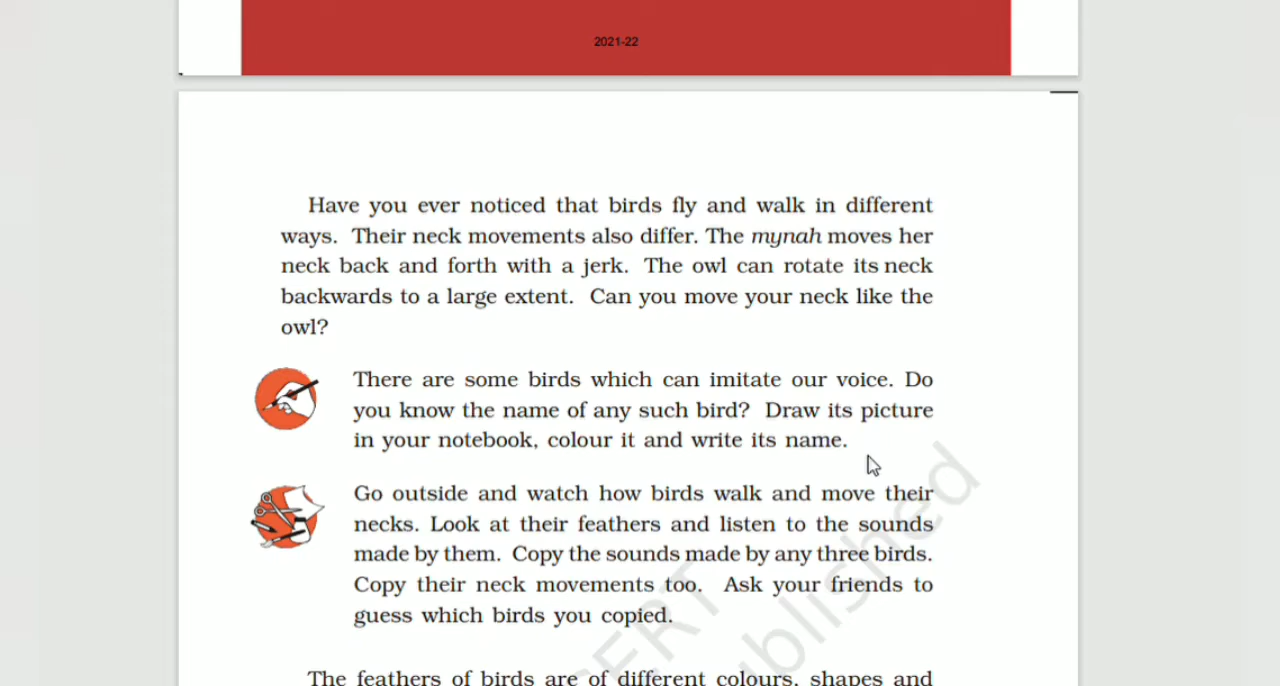 2021-22
Have you ever noticed that birds fly and walk in different
ways. Their neck movements also differ. The mynah moves her
neck back and forth with a jerk. The owl can rotate its neck
backwards to a large extent. Can you move your neck like the
owl?
There are some birds which can imitate our voice. Do
you know the name of any such bird? Draw its picture
in your notebook, colour it and write its name.
Go outside and watch how birds walk and move their
necks. Look at their feathers and listen to the sounds
made by them. Copy the sounds made by any three birds.
Copy their neck movements too. Ask your friends to
guess which birds you copied.
The feathers of birds are of different colours, shapes and